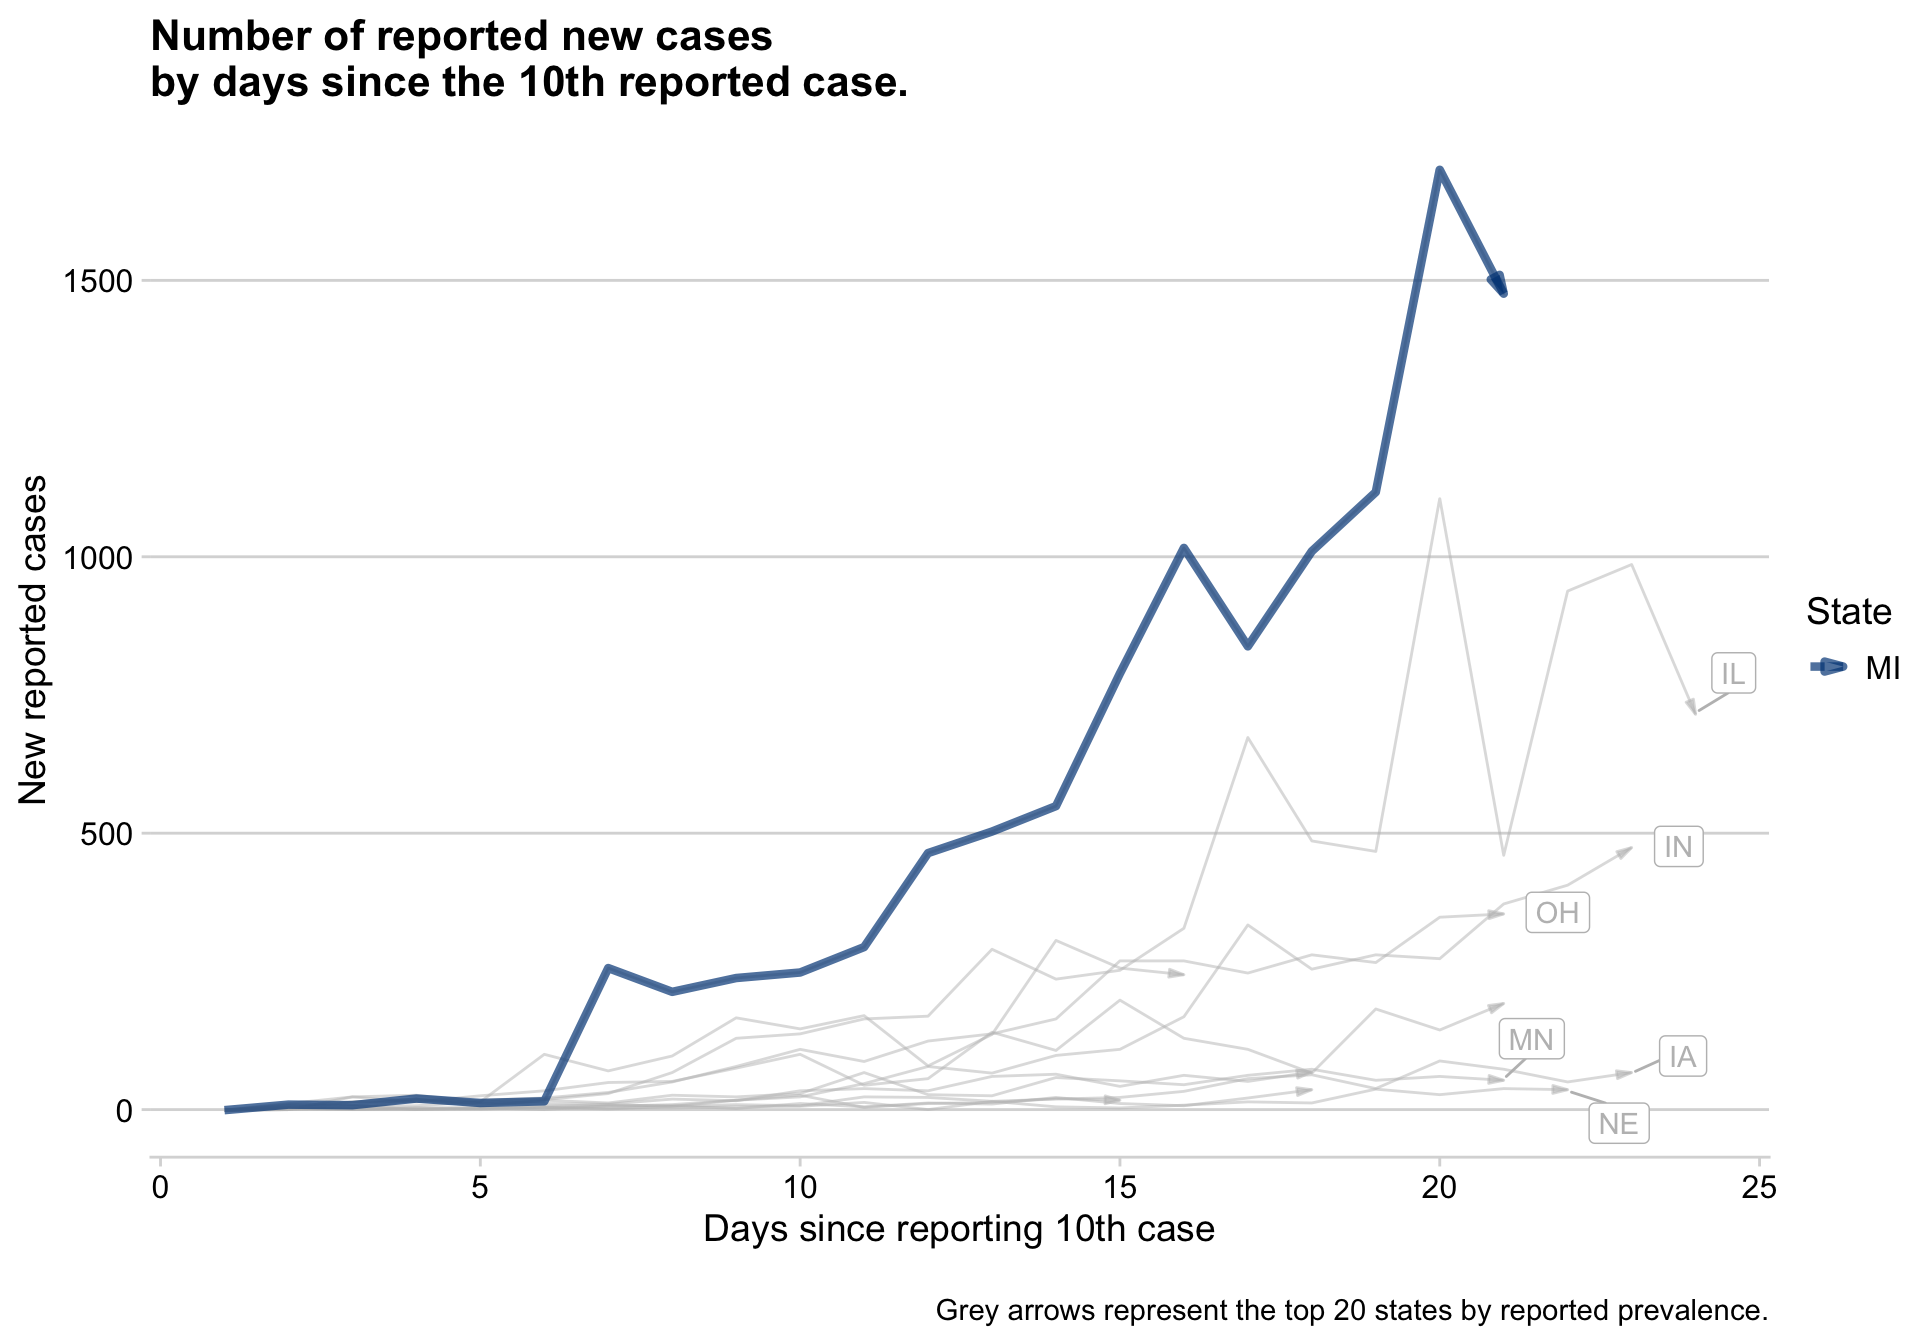 Number of reported new cases
by days since the 10th reported case.
New reported cases
1500
1000
500
0
0 5 10 15 20 25
Days since reporting 10th case
IL
IN
OH
MN
IA
NE
State
MI
Grey arrows represent the top 20 states by reported prevalence.